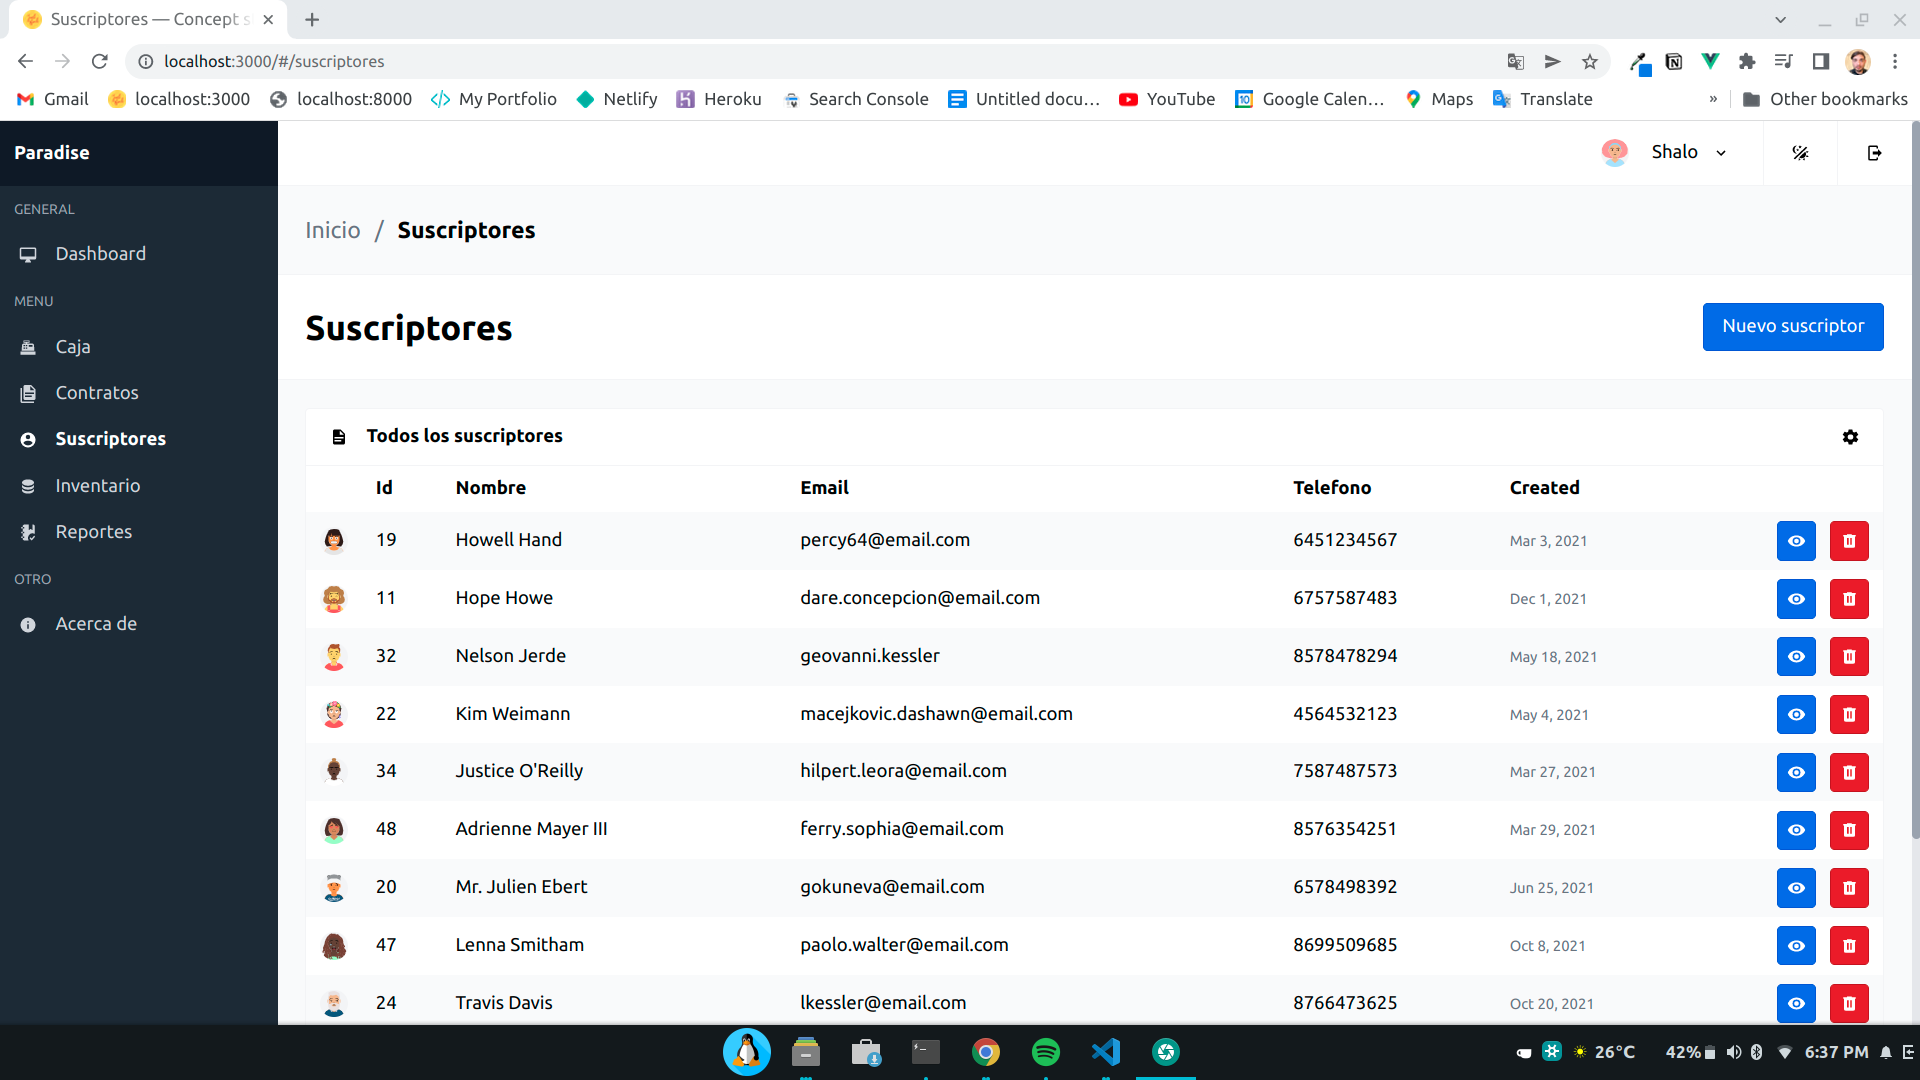 Suscriptores — Concept s
localhost:3000/#/suscriptores
Gmail localhost:3000 localhost:8000 My Portfolio Netlify Heroku Search Console Untitled docu... YouTube Google Calen... Maps Translate » Other bookmarks
Paradise
Shalo
GENERAL
Dashboard
MENU
Caja
Contratos
Suscriptores
Inventario
Reportes
OTRO
Acerca de
Inicio / Suscriptores
Suscriptores
Nuevo suscriptor
Todos los suscriptores
Id Nombre Email Telefono Created
19 Howell Hand percy64@email.com 6451234567 Mar 3, 2021
11 Hope Howe dare.concepcion@email.com 6757587483 Dec 1, 2021
32 Nelson Jerde geovanni.kessler 8578478294 May 18, 2021
22 Kim Weimann macejkovic.dashawn@email.com 4564532123 May 4, 2021
34 Justice O'Reilly hilpert.leora@email.com 7587487573 Mar 27, 2021
48 Adrienne Mayer III ferry.sophia@email.com 8576354251 Mar 29, 2021
20 Mr. Julien Ebert gokuneva@email.com 6578498392 Jun 25, 2021
47 Lenna Smitham paolo.walter@email.com 8699509685 Oct 8, 2021
24 Travis Davis lkessler@email.com 8766473625 Oct 20, 2021
26°C 42% 6:37 PM